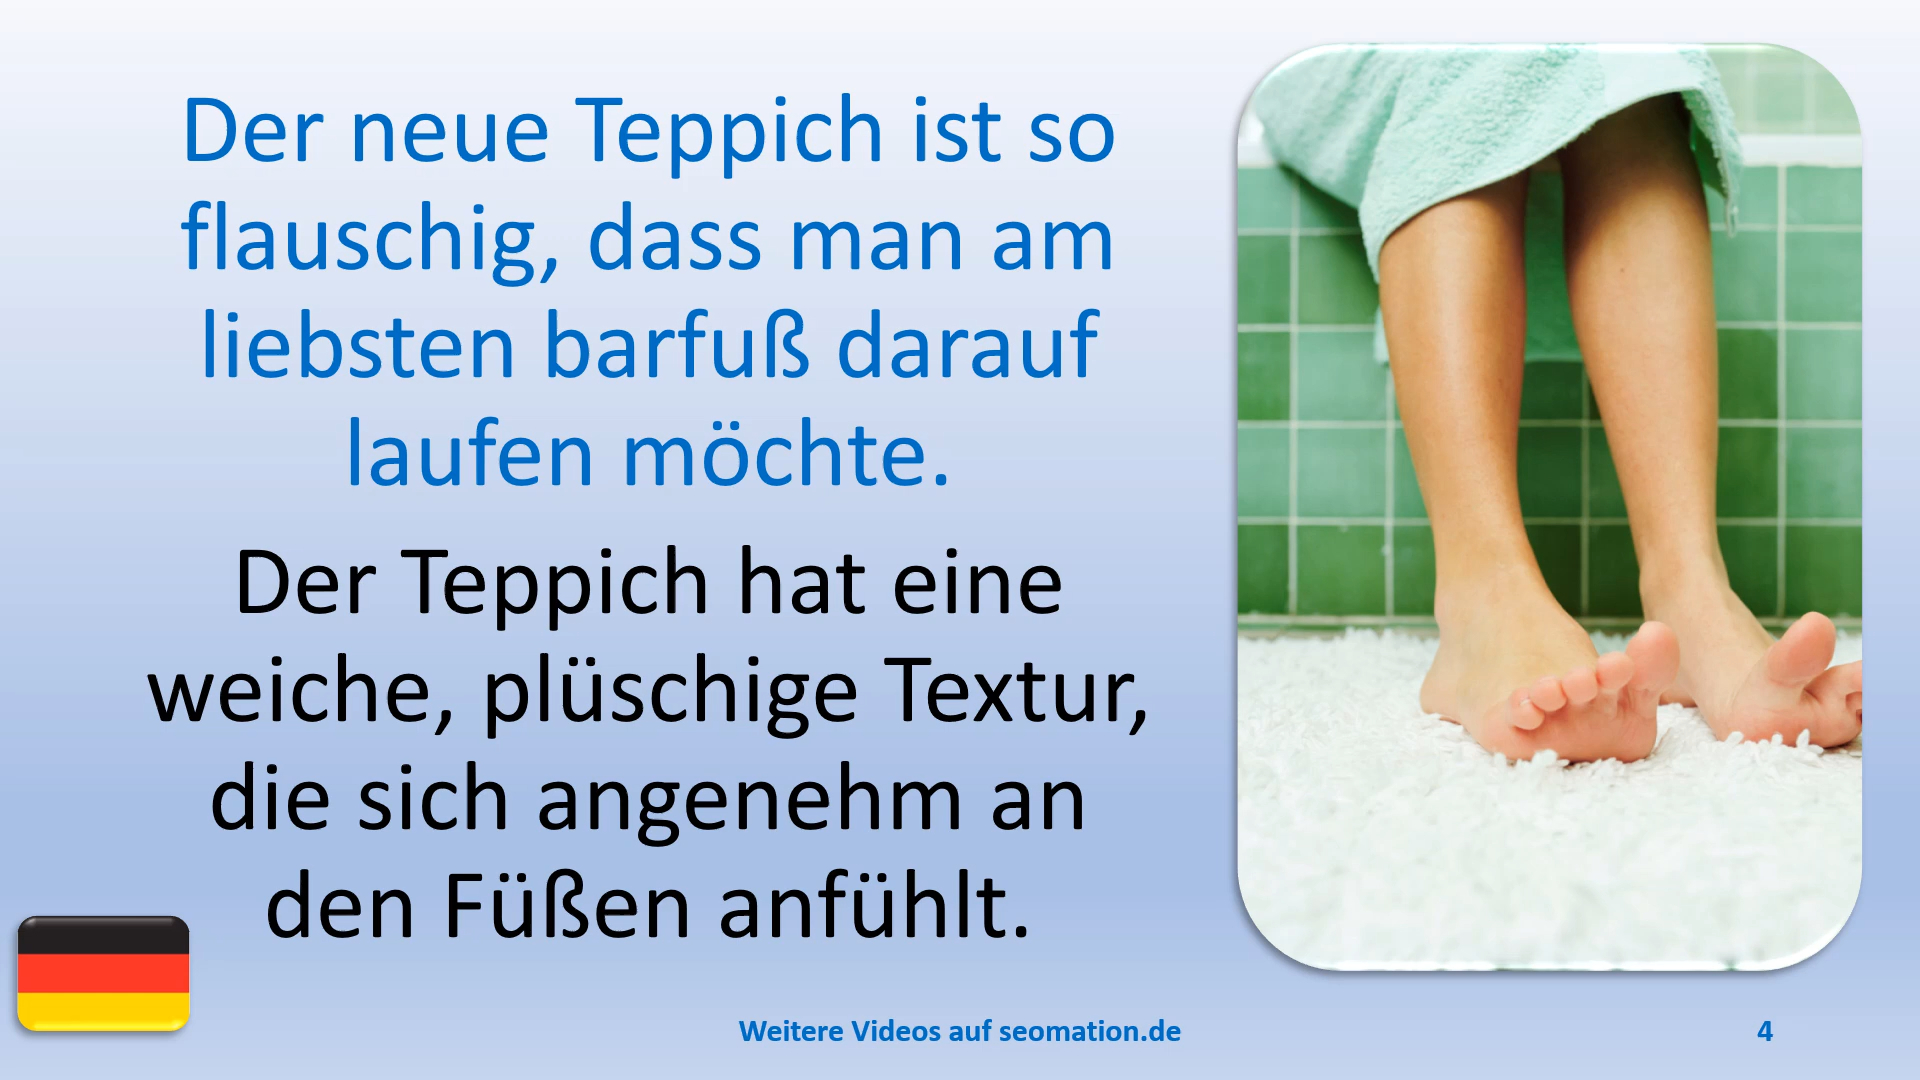 Der neue Teppich ist so
flauschig, dass man am
liebsten barfuß darauf
laufen möchte.
Der Teppich hat eine
weiche, plüschige Textur,
die sich angenehm an
den Füßen anfühlt.
Weitere Videos auf seomation.de
4